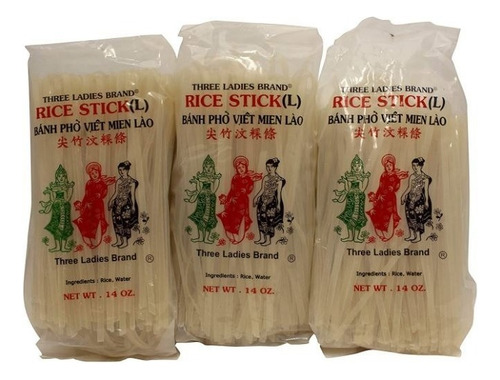 THREE LADIES BRAND®
RICE STICK(L)
BÁNH PHỞ VIẾT MIEN LÀO
尖竹汶粿條
Three Ladies Brand ®
Ingredients : Rice, Water
NET WT . 14 OZ.
THREE LADIES BRAND®
RICE STICK(L)
BÁNH PHỞ VIẾT MIEN LÀO
尖竹汶粿條
Three Ladies Brand ®
Ingredients : Rice, Water
NET WT . 14 OZ.
THREE LADIES BRAND®
RICE STICK(L)
BÁNH PHỞ VIẾT MIEN LÀO
尖竹汶粿條
Three Ladies Brand ®
Ingredients : Rice, Water
NET WT . 14 OZ.